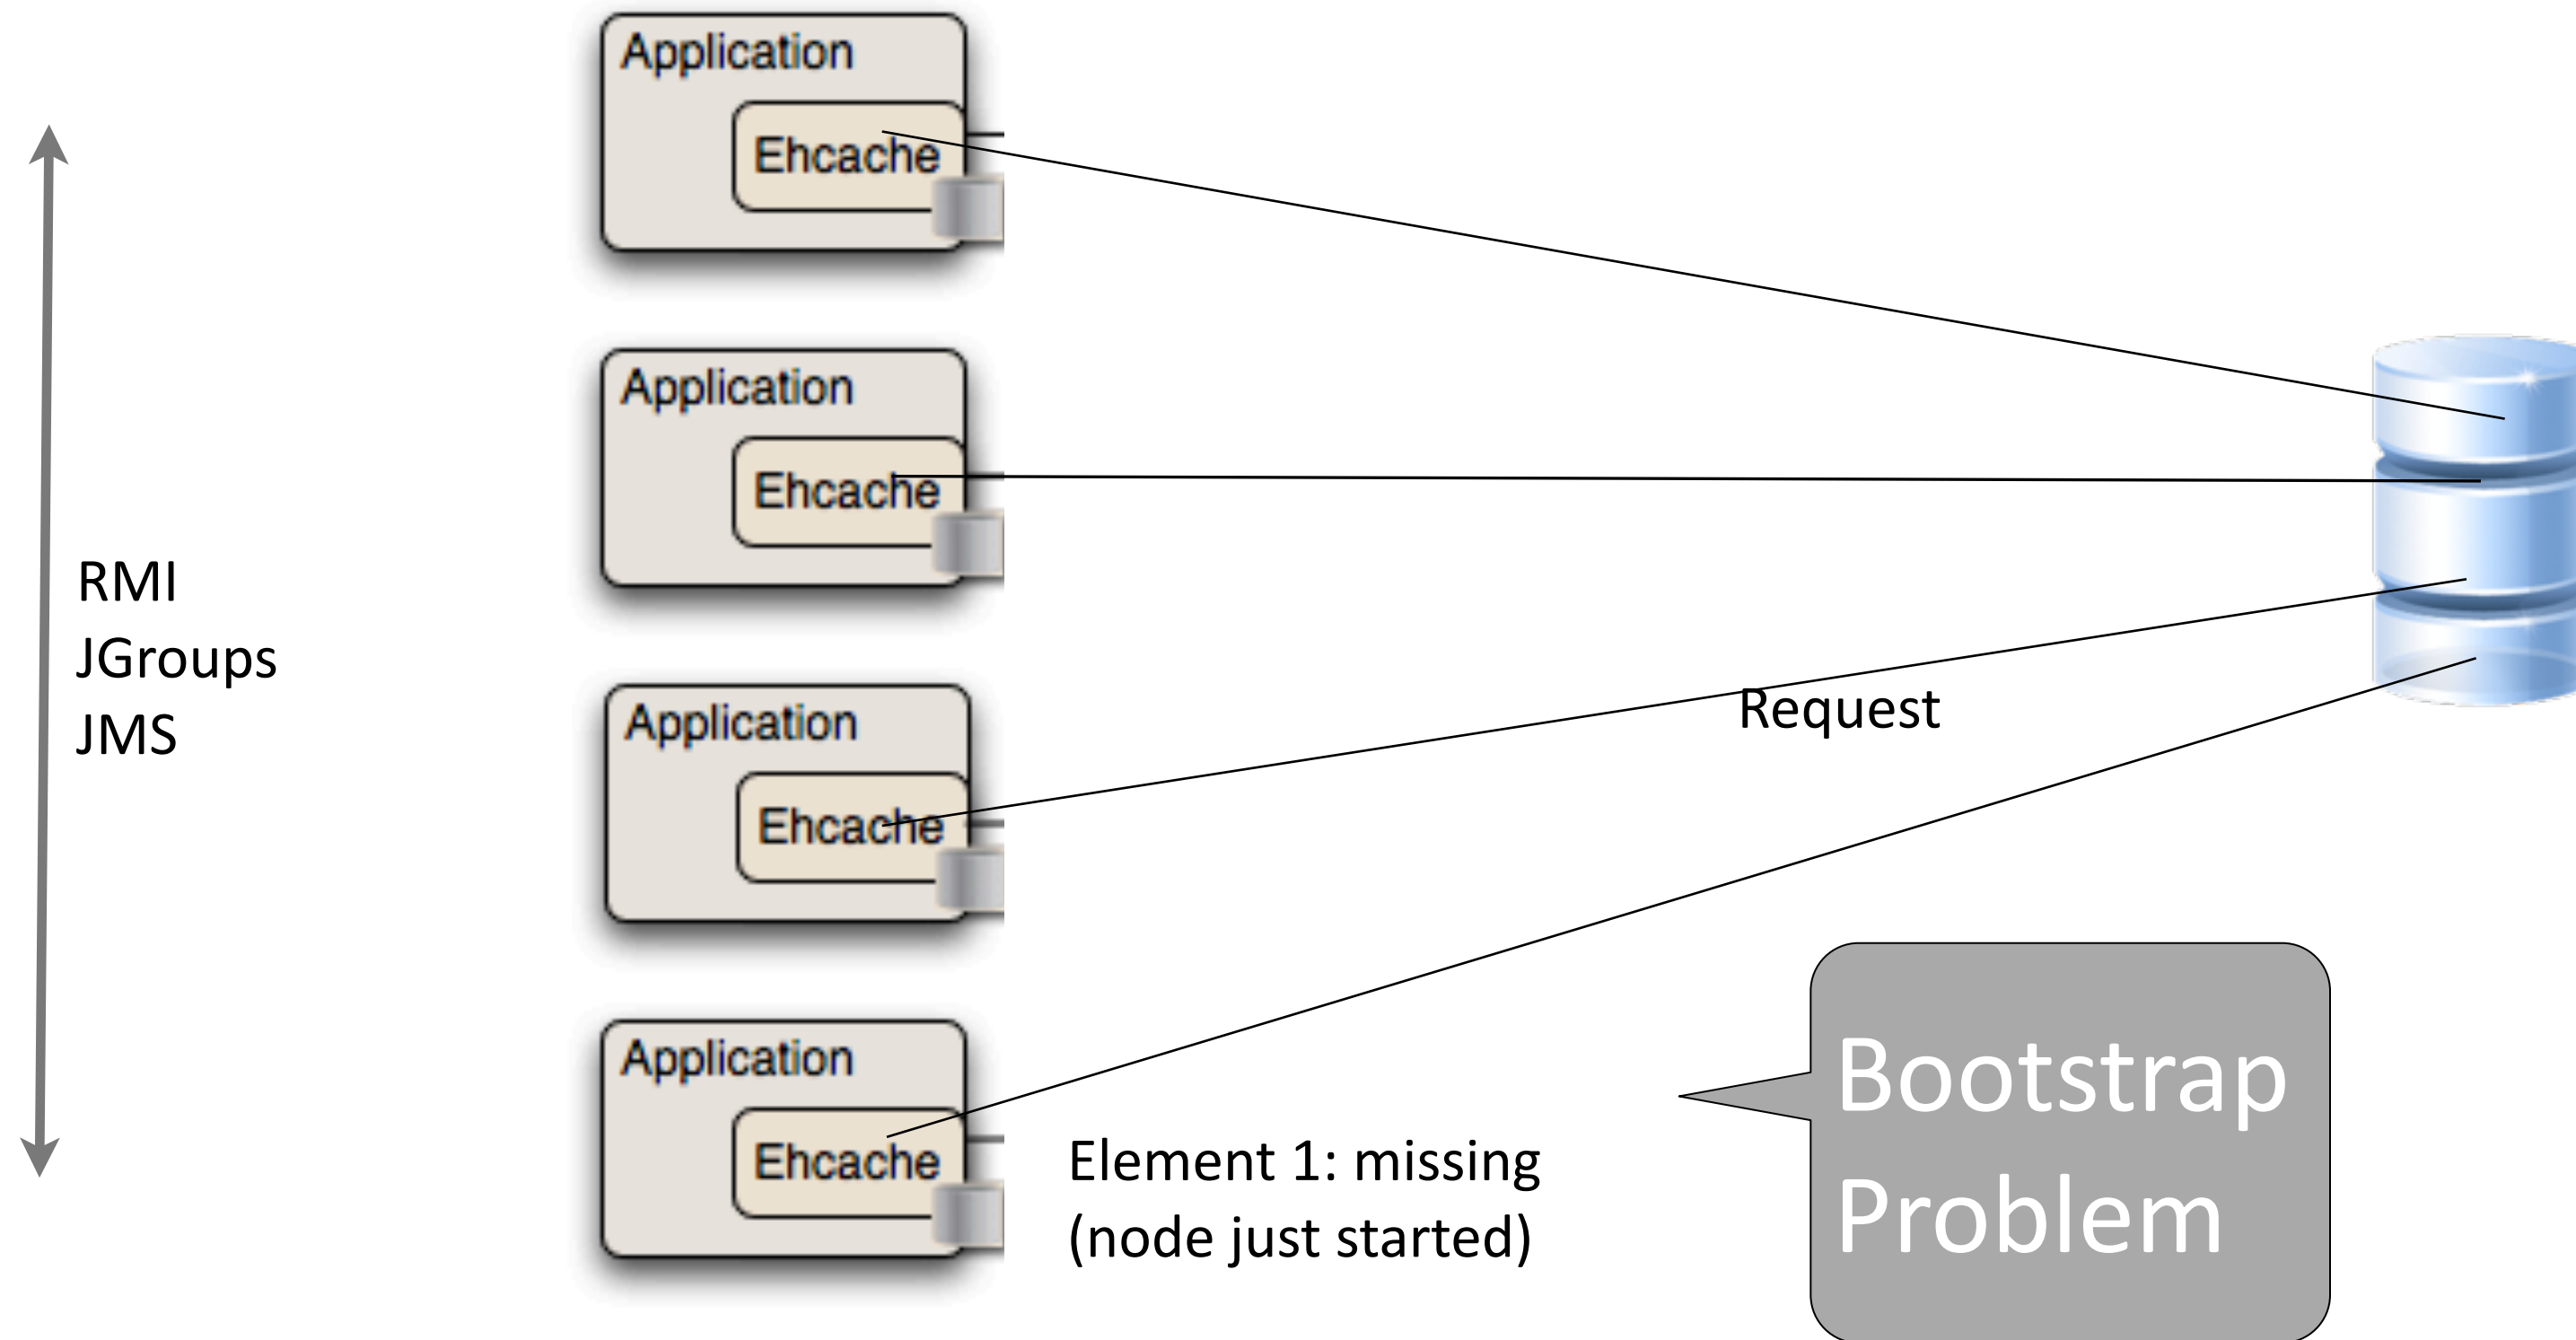 Application
Ehcache
Application
Ehcache
RMI
JGroups
JMS
Application
Ehcache
Request
Application
Ehcache
Element 1: missing
(node just started)
Bootstrap
Problem